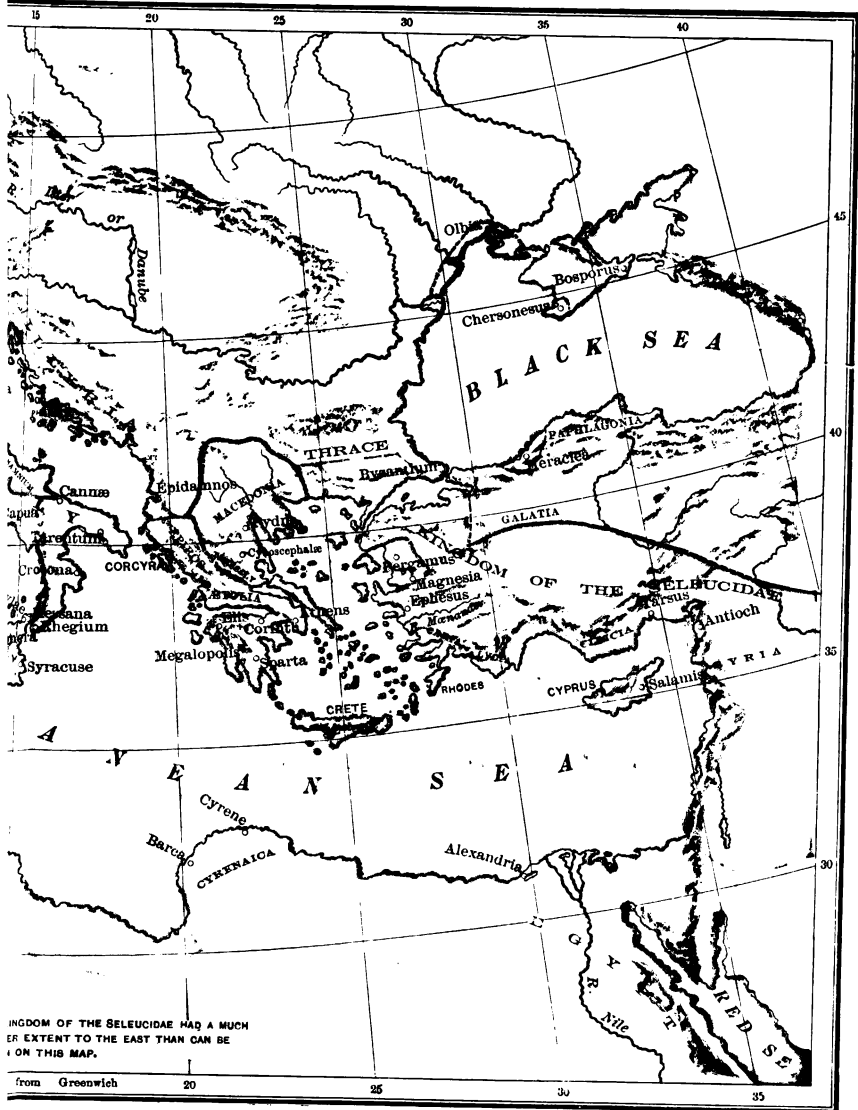 15 20 25 30 35 40
or
Danube
Olbia
45
Bosporus
Chersonesus
BLACK SEA
40
PAPHLAGONIA
THRACE
Heraclea
Byzantium
Epidamnos
MACEDONIA
Cannæ
Pydna
GALATIA
Tarentum
Cynoscephalæ
CORCYRA
Pergamus
KINGDOM OF THE SELEUCIDAE
Magnesia
Crotona
Ephesus
Tarsus
Athens
Elis
Mæander
Messana
Antioch
Rhegium
Corinth
CILICIA
35
Megalopolis
Sparta
SYRIA
Syracuse
RHODES
CYPRUS
Salamis
CRETE
A N E A N SEA
Cyrene
Barca
CYRENAICA
Alexandria
30
E G Y P T
R.
Nile
RED SE
INGDOM OF THE SELEUCIDAE HAD A MUCH
ER EXTENT TO THE EAST THAN CAN BE
N ON THIS MAP.
from Greenwich
20 25 30 35